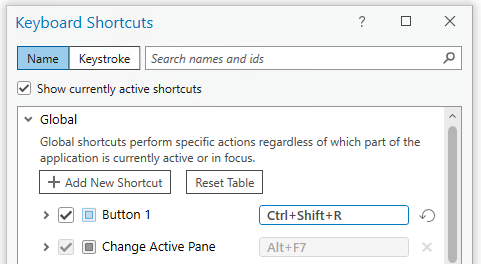 Keyboard Shortcuts ?
Name Keystroke Search names and ids
Show currently active shortcuts
Global
Global shortcuts perform specific actions regardless of which part of the
application is currently active or in focus.
+ Add New Shortcut Reset Table
Button 1 Ctrl+Shift+R
Change Active Pane Alt+F7